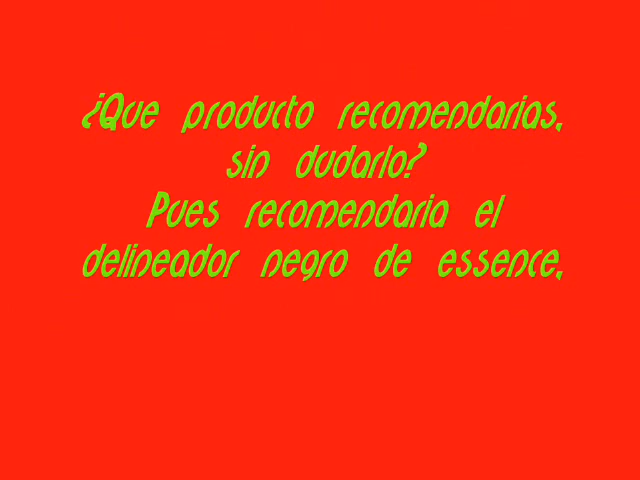 ¿Que producto recomendarias,
sin dudarlo?
Pues recomendaria el
delineador negro de essence,